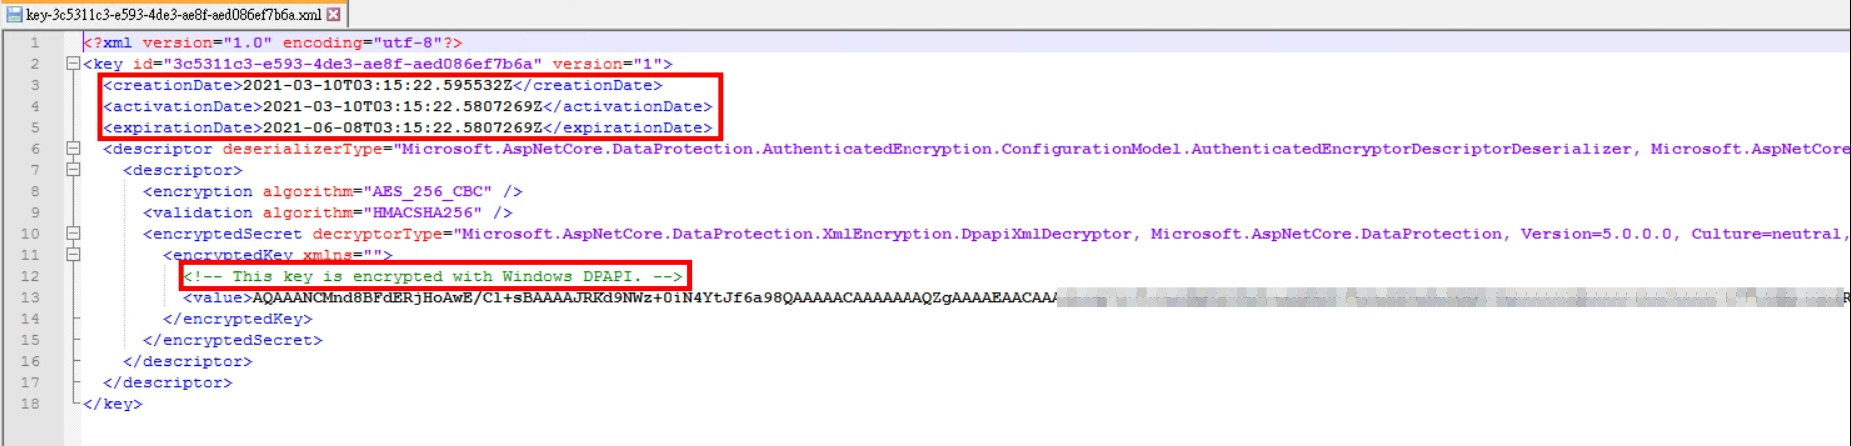 key-3c5311c3-e593-4de3-ae8f-aed086ef7b6a.xml
1 <?xml version="1.0" encoding="utf-8"?>
2 <key id="3c5311c3-e593-4de3-ae8f-aed086ef7b6a" version="1">
3 <creationDate>2021-03-10T03:15:22.595532Z</creationDate>
4 <activationDate>2021-03-10T03:15:22.5807269Z</activationDate>
5 <expirationDate>2021-06-08T03:15:22.5807269Z</expirationDate>
6 <descriptor deserializerType="Microsoft.AspNetCore.DataProtection.AuthenticatedEncryption.ConfigurationModel.AuthenticatedEncryptorDescriptorDeserializer, Microsoft.AspNetCore
7 <descriptor>
8 <encryption algorithm="AES_256_CBC" />
9 <validation algorithm="HMACSHA256" />
10 <encryptedSecret decryptorType="Microsoft.AspNetCore.DataProtection.XmlEncryption.DpapiXmlDecryptor, Microsoft.AspNetCore.DataProtection, Version=5.0.0.0, Culture=neutral,
11 <encryptedKey xmlns="">
12 <!-- This key is encrypted with Windows DPAPI. -->
13 <value>AQAAANCMnd8BFdERjHoAwE/Cl+sBAAAAJRKd9NWz+0iN4YtJf6a98QAAAAACAAAAAAAQZgAAAAEAACAAA
14 </encryptedKey>
15 </encryptedSecret>
16 </descriptor>
17 </descriptor>
18 </key>